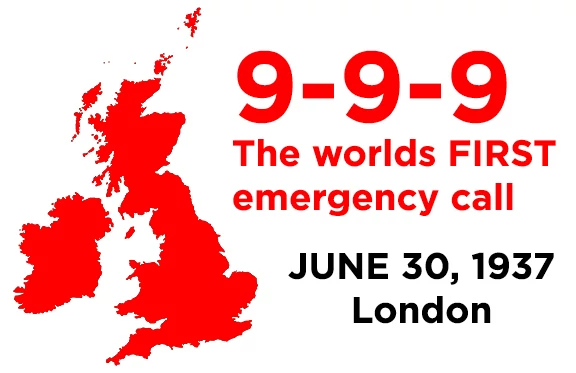 9-9-9
The worlds FIRST
emergency call
JUNE 30, 1937
London